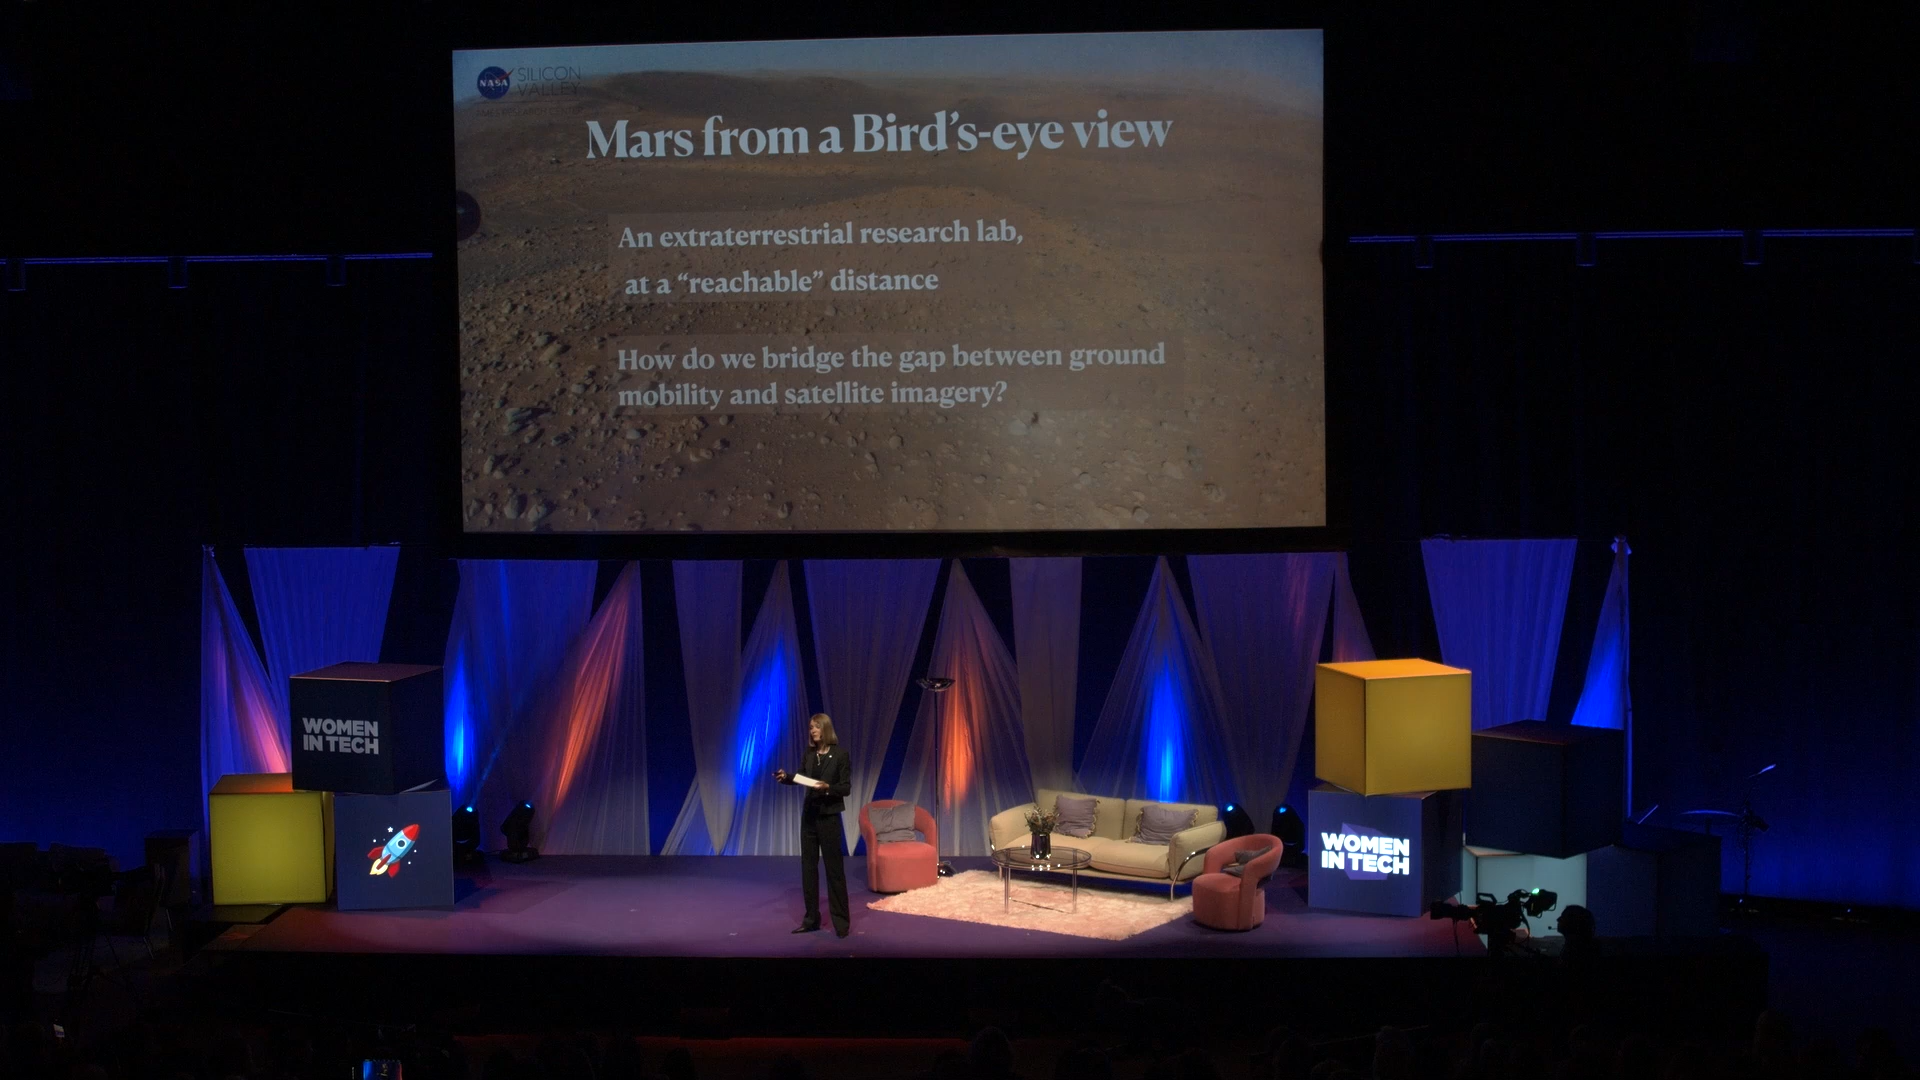 NASA
SILICON
VALLEY
Mars from a Bird's-eye view
An extraterrestrial research lab,
at a “reachable” distance
How do we bridge the gap between ground
mobility and satellite imagery?
WOMEN
IN TECH
WOMEN
IN TECH